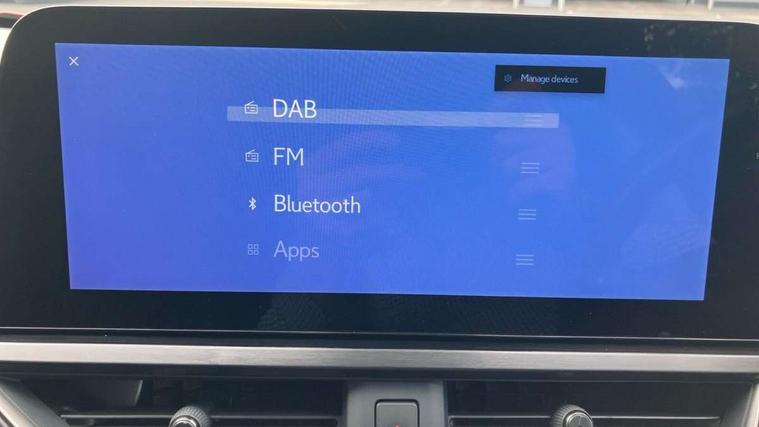 Manage devices
DAB
FM
Bluetooth
Apps